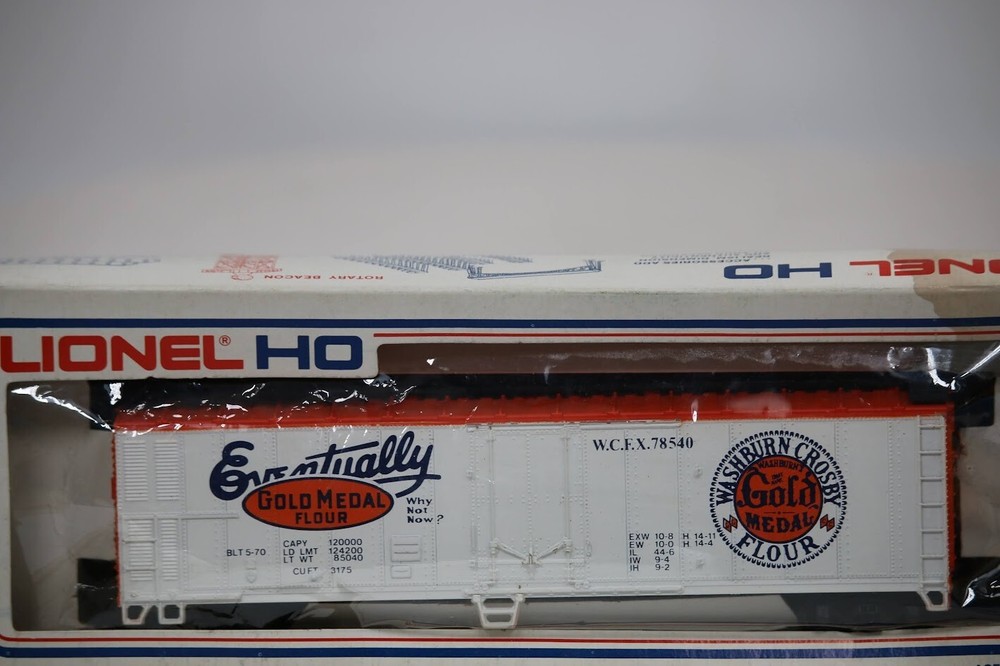 ROTARY BEACON
HO
LIONEL
LIONEL® HO
Eventually
GOLD MEDAL
FLOUR
Why
Not
Now?
BLT 5-70
CAPY 120000
LD LMT 124200
LT WT 85040
CU FT 3175
W.C.F.X. 78540
EXW 10-8 H 14-11
EW 10-0 H 14-4
IL 44-6
IW 9-4
IH 9-2
WASHBURN CROSBY
WASHBURN'S
Gold
MEDAL
FLOUR